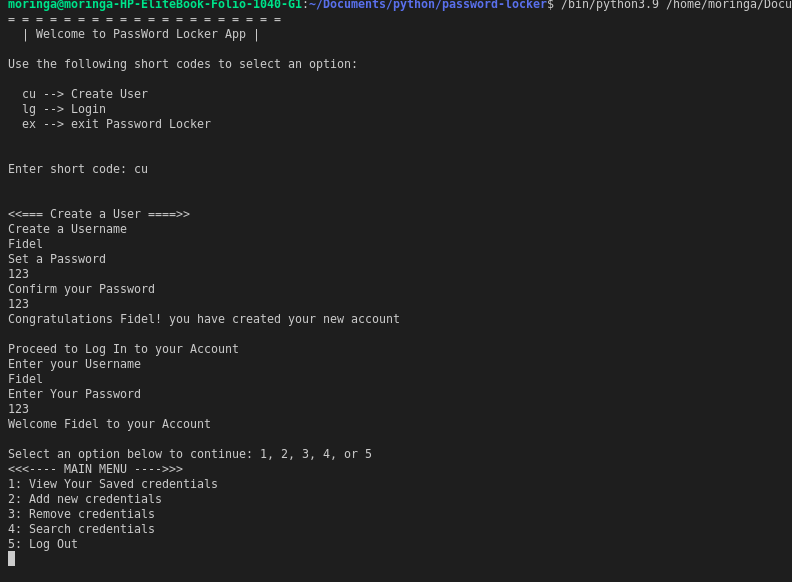 moringa@moringa-HP-EliteBook-Folio-1040-G1:~/Documents/python/password-locker$ /bin/python3.9 /home/moringa/Docu
= = = = = = = = = = = = = = = = = = = =
| Welcome to PassWord Locker App |
Use the following short codes to select an option:
cu --> Create User
lg --> Login
ex --> exit Password Locker
Enter short code: cu
<<=== Create a User ====>>
Create a Username
Fidel
Set a Password
123
Confirm your Password
123
Congratulations Fidel! you have created your new account
Proceed to Log In to your Account
Enter your Username
Fidel
Enter Your Password
123
Welcome Fidel to your Account
Select an option below to continue: 1, 2, 3, 4, or 5
<<<---- MAIN MENU ---->>>
1: View Your Saved credentials
2: Add new credentials
3: Remove credentials
4: Search credentials
5: Log Out